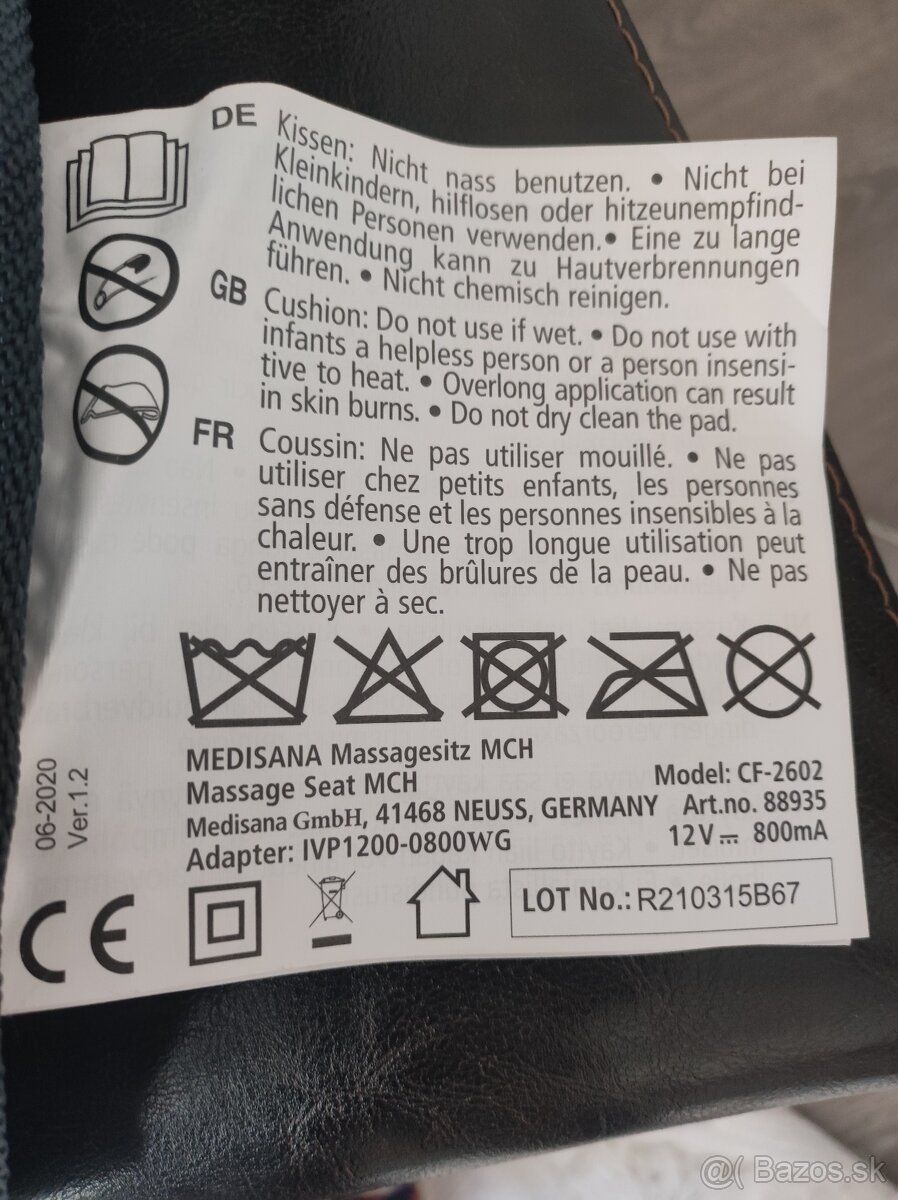 DE Kissen: Nicht nass benutzen. • Nicht bei
Kleinkindern, hilflosen oder hitzeunempfind-
lichen Personen verwenden.• Eine zu lange
Anwendung kann zu Hautverbrennungen
führen. • Nicht chemisch reinigen.
GB Cushion: Do not use if wet. • Do not use with
infants a helpless person or a person insensi-
tive to heat. • Overlong application can result
in skin burns. • Do not dry clean the pad.
FR Coussin: Ne pas utiliser mouillé. • Ne pas
utiliser chez petits enfants, les personnes
sans défense et les personnes insensibles à la
chaleur. • Une trop longue utilisation peut
entraîner des brûlures de la peau. • Ne pas
nettoyer à sec.
06-2020
Ver.1.2
MEDISANA Massagesitz MCH
Massage Seat MCH Model: CF-2602
Medisana GmbH, 41468 NEUSS, GERMANY Art.no. 88935
Adapter: IVP1200-0800WG 12V⎓ 800mA
CE
LOT No.: R210315B67
@( Bazos.sk